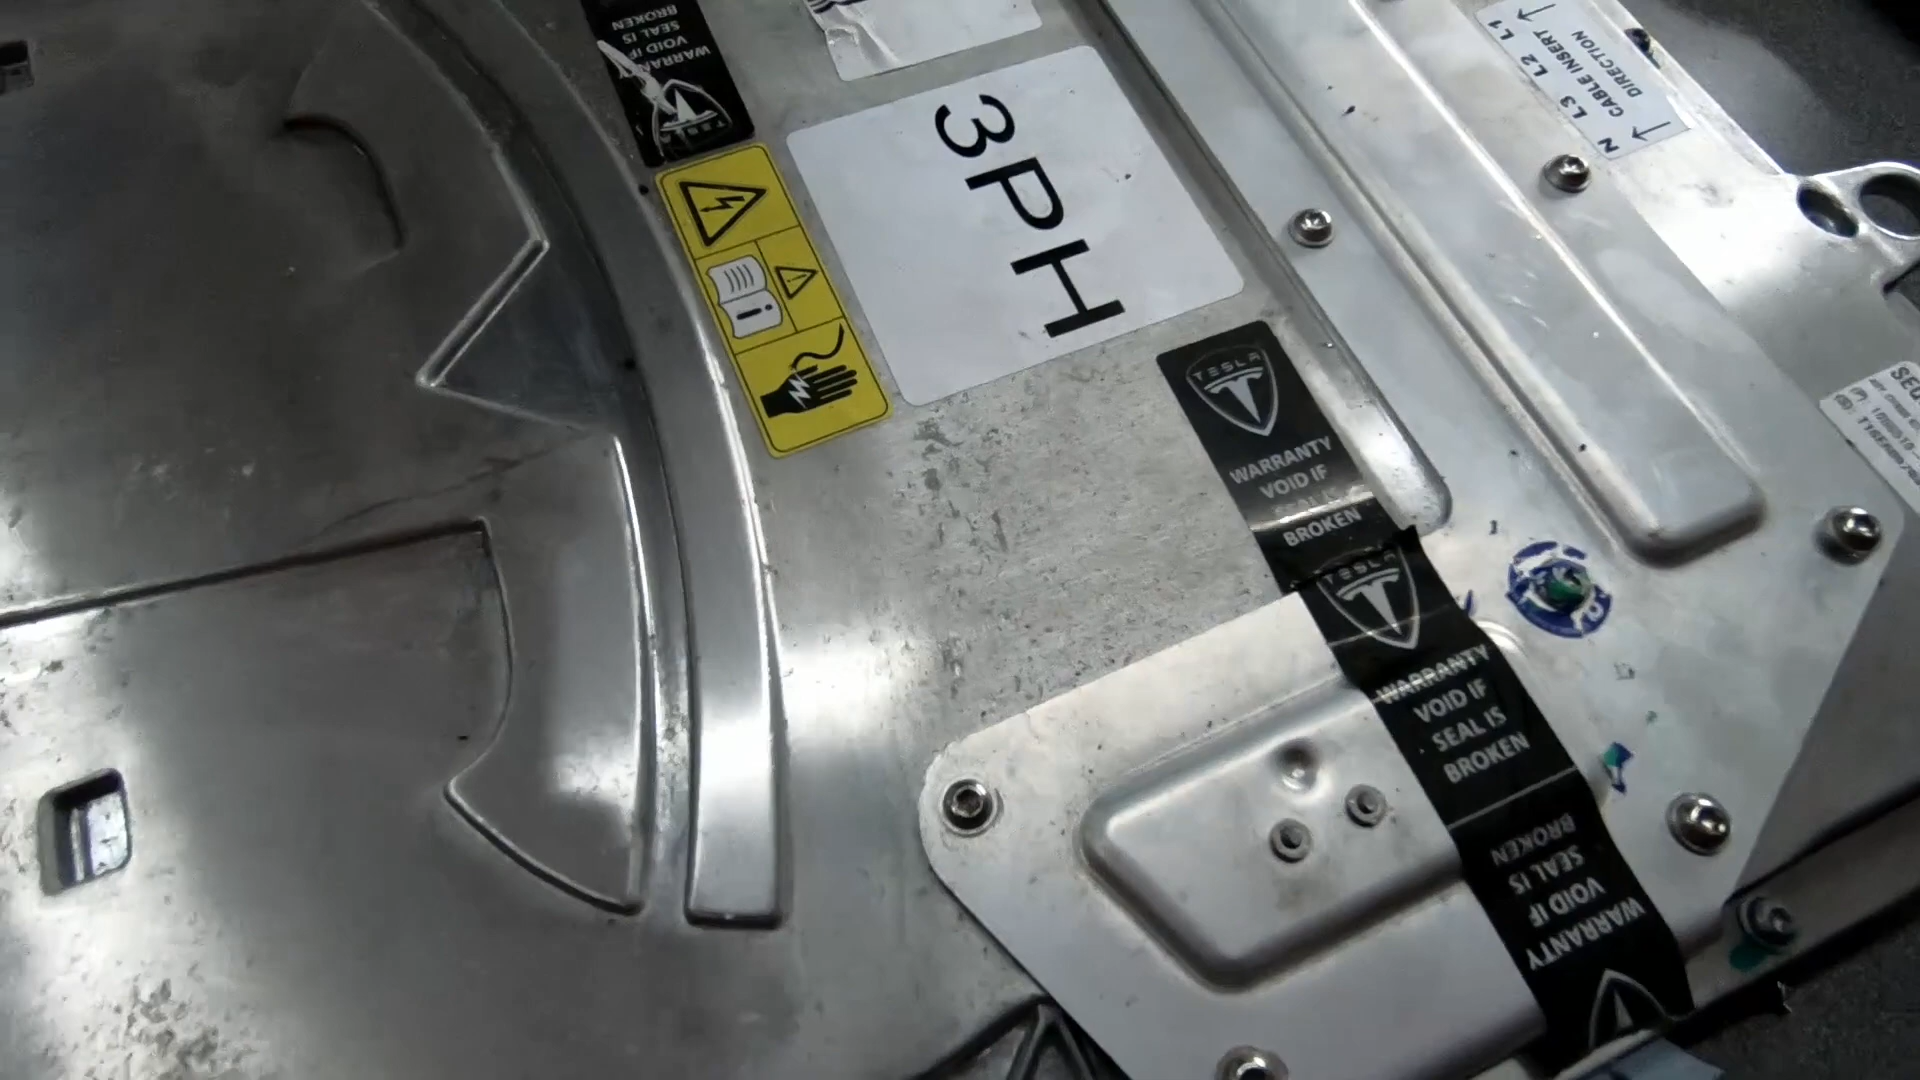 BROKEN
SEAL IS
VOID IF
WARRANTY
TESLA
3PH
L1
L2
L3
N
CABLE INSERT
DIRECTION
TESLA
WARRANTY
VOID IF
SEAL IS
BROKEN
TESLA
WARRANTY
VOID IF
SEAL IS
BROKEN
BROKEN
SEAL IS
VOID IF
WARRANTY